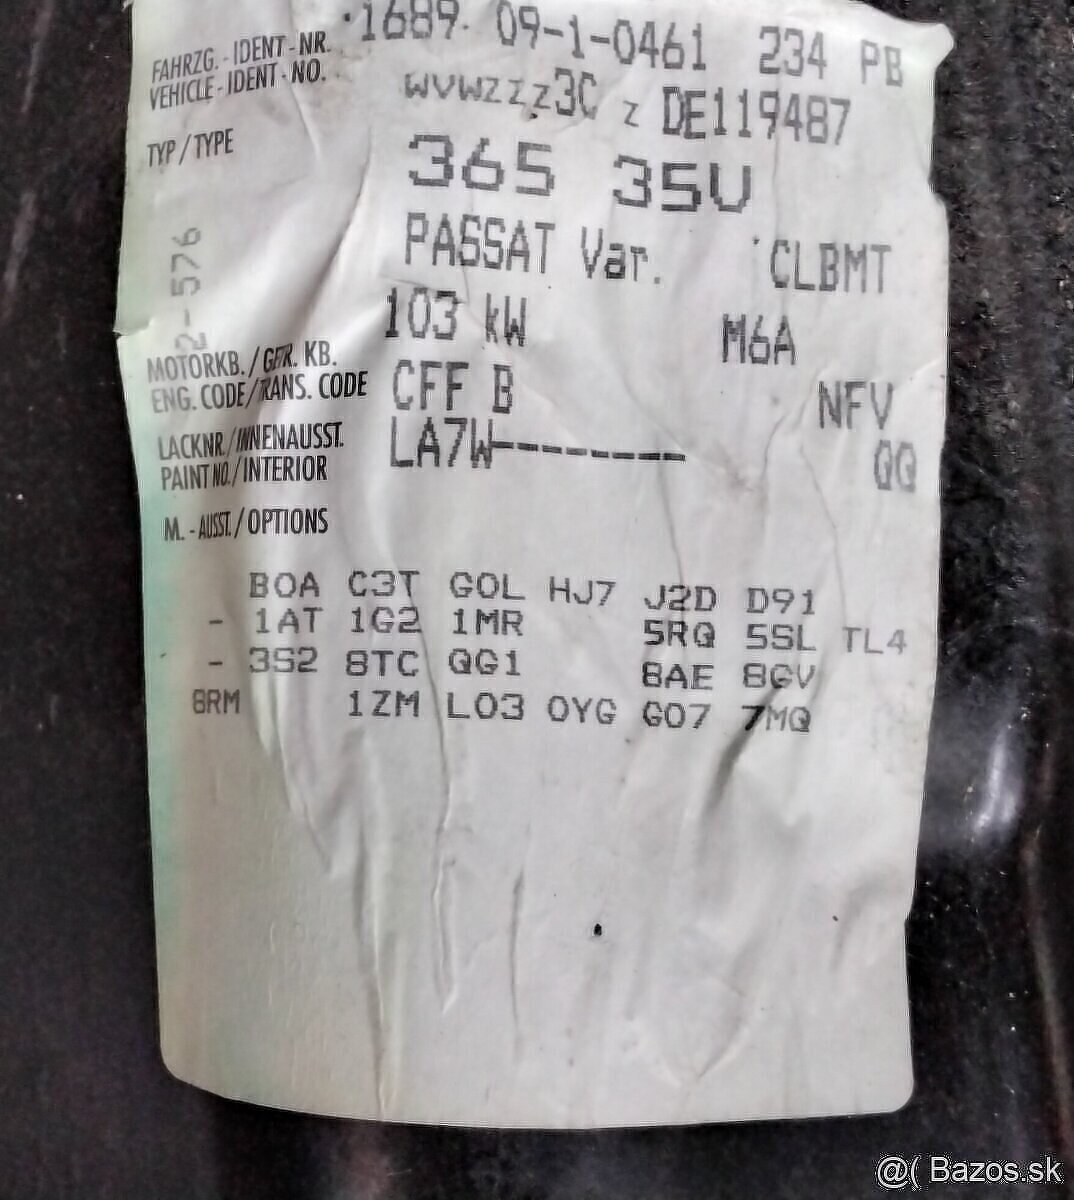 ·1689· 09-1-0461 234 PB
FAHRZG.-IDENT-NR.
VEHICLE-IDENT-NO. WVWZZZ3C Z DE119487
TYP/TYPE 365 35V
PASSAT Var. CLBMT
2-576
103 kW M6A
MOTORKB./GETR. KB.
ENG. CODE/TRANS. CODE CFF B NFV
LACKNR./INNENAUSST.
PAINT NO./INTERIOR LA7W-------- QQ
M.-AUSST./OPTIONS
BOA C3T GOL HJ7 J2D D91
- 1AT 1G2 1MR 5RQ 5SL TL4
- 3S2 8TC QG1 8AE 8GV
8RM 1ZM L03 0YG G07 7MQ
@( Bazos.sk